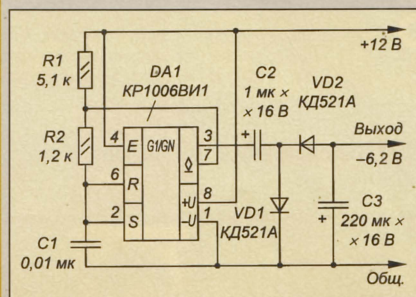 R1
5,1 к
DA1
КР1006ВИ1
+12 В
C2
1 мк ×
× 16 В
VD2
КД521А
R2
1,2 к
4
E
G1/GN
3
7
Выход
–6,2 В
6
R
2
S
+U
–U
8
1
VD1
КД521А
+
+
C3
220 мк ×
× 16 В
C1
0,01 мк
Общ.